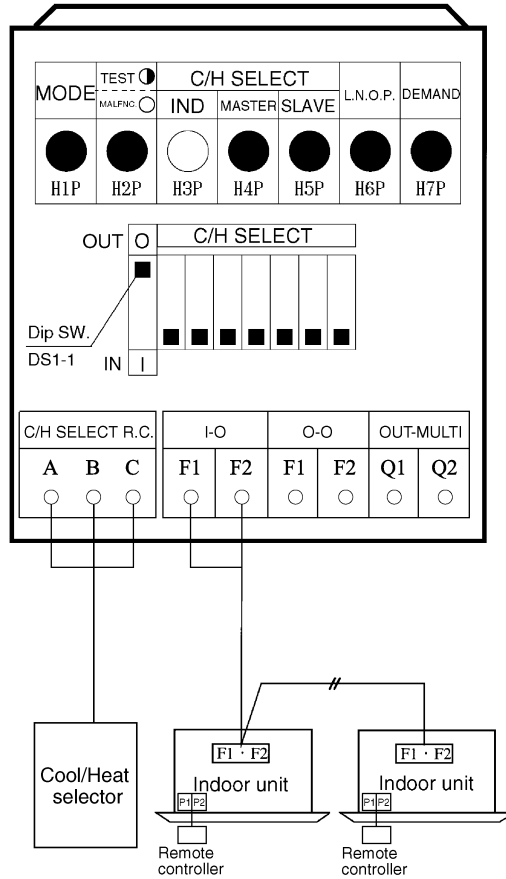 MODE TEST MALFNC. C/H SELECT L.N.O.P. DEMAND
IND MASTER SLAVE
H1P H2P H3P H4P H5P H6P H7P
OUT O C/H SELECT
Dip SW.
DS1-1 IN I
C/H SELECT R.C. I-O O-O OUT-MULTI
A B C F1 F2 F1 F2 Q1 Q2
F1 · F2 F1 · F2
Cool/Heat
selector
Indoor unit Indoor unit
P1 P2 P1 P2
Remote
controller
Remote
controller